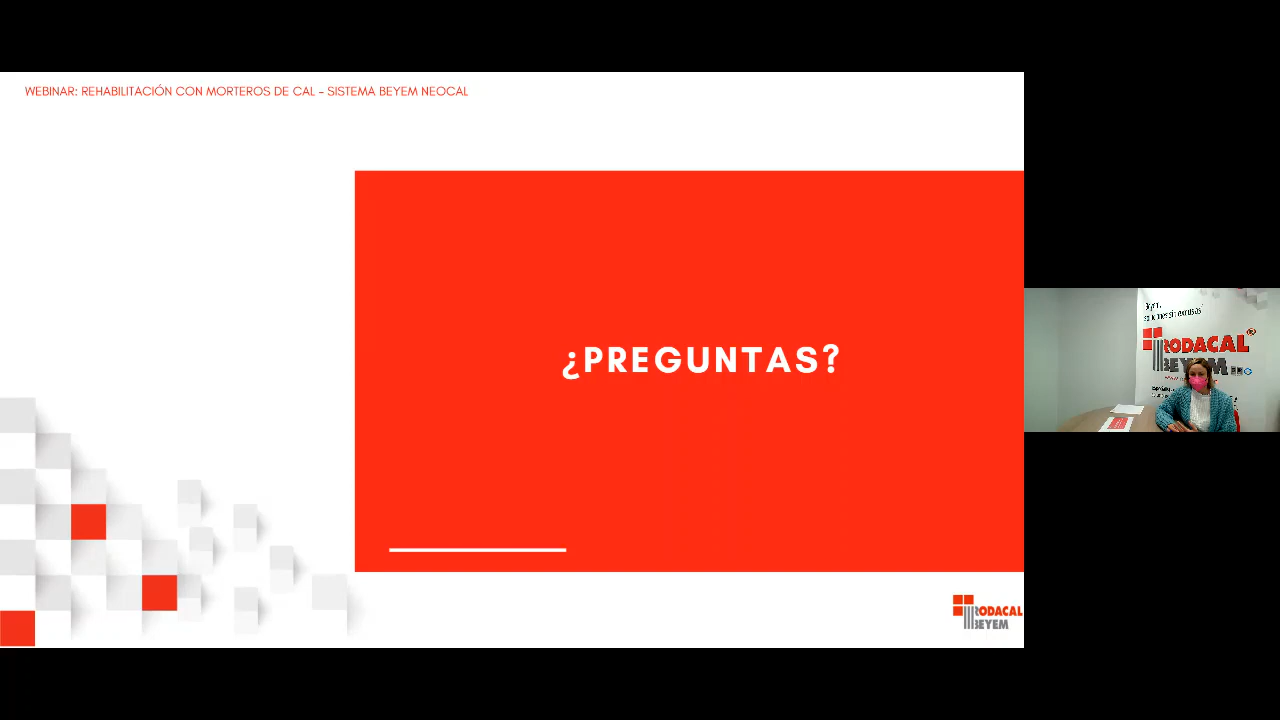 WEBINAR: REHABILITACIÓN CON MORTEROS DE CAL – SISTEMA BEYEM NEOCAL
¿PREGUNTAS?
RODACAL
BEYEM
RODACAL®
BEYEM